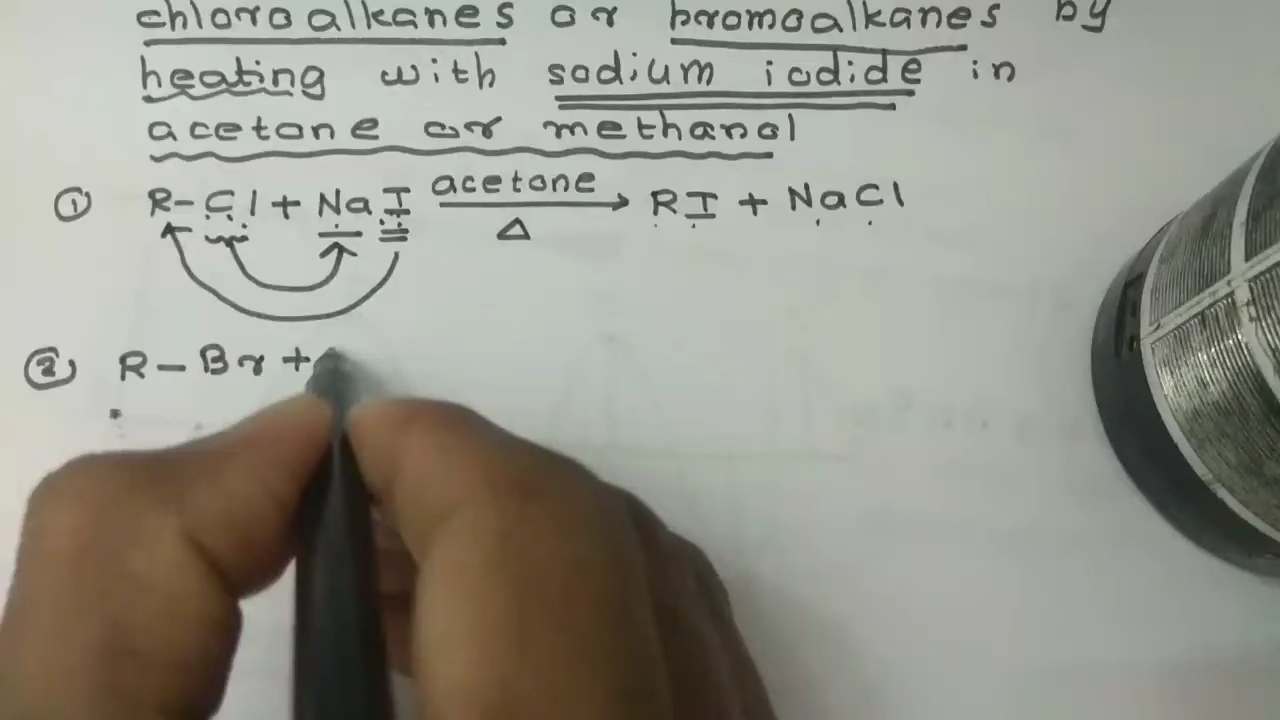 chloroalkanes or bromoalkanes by
heating with sodium iodide in
acetone or methanol
① R-Cl + NaI acetone → RI + NaCl
Δ
② R-Br +